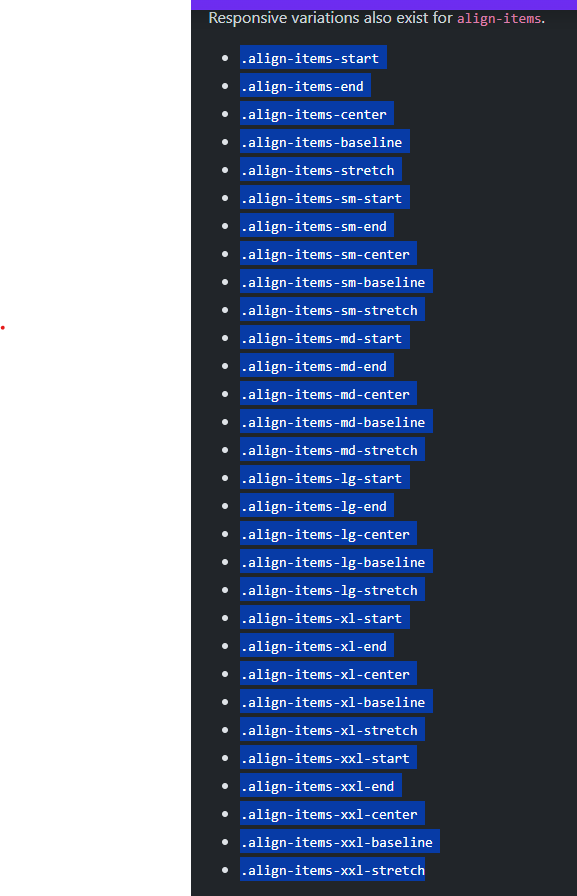 Responsive variations also exist for align-items.
.align-items-start
.align-items-end
.align-items-center
.align-items-baseline
.align-items-stretch
.align-items-sm-start
.align-items-sm-end
.align-items-sm-center
.align-items-sm-baseline
.align-items-sm-stretch
.align-items-md-start
.align-items-md-end
.align-items-md-center
.align-items-md-baseline
.align-items-md-stretch
.align-items-lg-start
.align-items-lg-end
.align-items-lg-center
.align-items-lg-baseline
.align-items-lg-stretch
.align-items-xl-start
.align-items-xl-end
.align-items-xl-center
.align-items-xl-baseline
.align-items-xl-stretch
.align-items-xxl-start
.align-items-xxl-end
.align-items-xxl-center
.align-items-xxl-baseline
.align-items-xxl-stretch